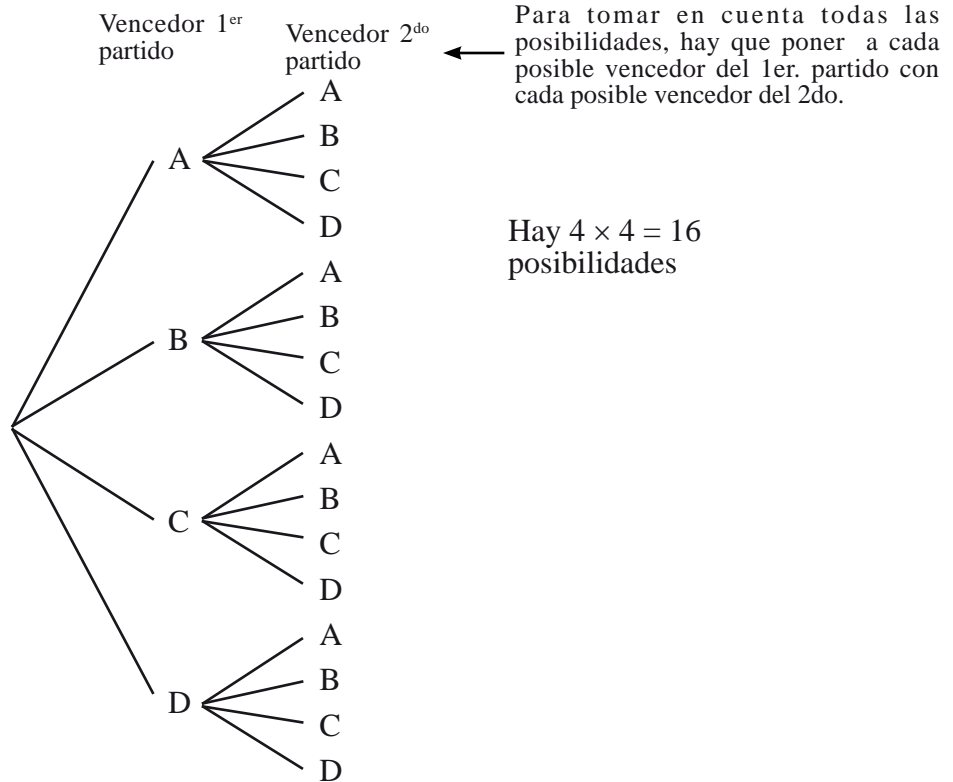 Vencedor 1er
partido
Vencedor 2do
partido
Para tomar en cuenta todas las
posibilidades, hay que poner a cada
posible vencedor del 1er. partido con
cada posible vencedor del 2do.
A
A
B
C
D
Hay 4 × 4 = 16
posibilidades
B
A
B
C
D
C
A
B
C
D
D
A
B
C
D